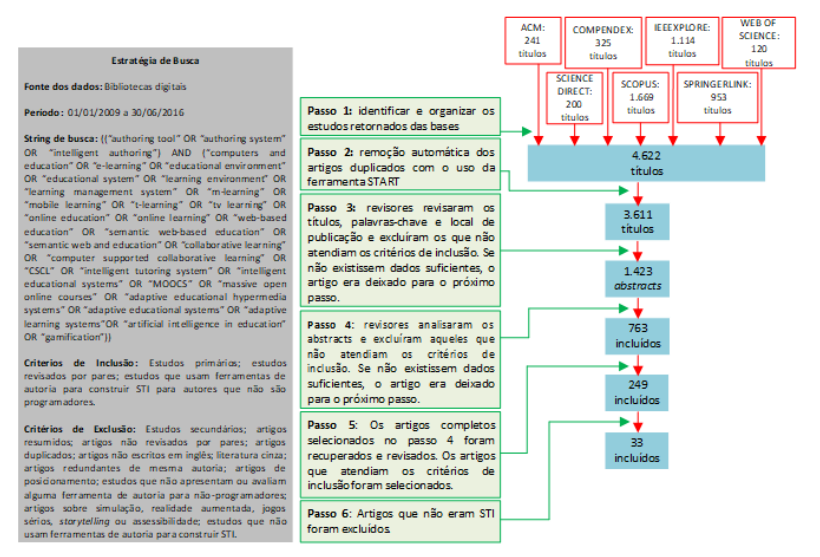 Estratégia de Busca
Fonte dos dados: Bibliotecas digitais
Período: 01/01/2009 a 30/06/2016
String de busca: {("authoring tool" OR "authoring system"
OR "intelligent authoring") AND ("computers and
education" OR "e-learning" OR "educational environment"
OR "educational system" OR "learning environment" OR
"learning management system" OR "m-learning" OR
"mobile learning" OR "t-learning" OR "tv learning" OR
"online education" OR "online learning" OR "web-based
education" OR "semantic web-based education" OR
"semantic web and education" OR "collaborative learning"
OR "computer supported collaborative learning" OR
"CSCL" OR "intelligent tutoring system" OR "intelligent
educational systems" OR "MOOCS" OR "massive open
online courses" OR "adaptive educational hypermedia
systems" OR "adaptive educational systems" OR "adaptive
learning systems"OR "artificial intelligence in education"
OR "gamification")}
Criterios de Inclusão: Estudos primários; estudos
revisados por pares; estudos que usam ferramentas de
autoria para construir STI para autores que não são
programadores.
Critérios de Exclusão: Estudos secundários; artigos
resumidos; artigos não revisados por pares; artigos
duplicados; artigos não escritos em inglês; literatura cinza;
artigos redundantes de mesma autoria; artigos de
posicionamento; estudos que não apresentam ou avaliam
alguma ferramenta de autoria para não-programadores;
artigos sobre simulação, realidade aumentada, jogos
sérios, storytelling ou assessibilidade; estudos que não
usam ferramentas de autoria para construir STI.
Passo 1: identificar e organizar os
estudos retornados das bases
Passo 2: remoção automática dos
artigos duplicados com o uso da
ferramenta START
Passo 3: revisores revisaram os
títulos, palavras-chave e local de
publicação e excluíram os que não
atendiam os critérios de inclusão. Se
não existissem dados suficientes, o
artigo era deixado para o próximo
passo.
Passo 4: revisores analisaram os
abstracts e excluíram aqueles que
não atendiam os critérios de
inclusão. Se não existissem dados
suficientes, o artigo era deixado
para o próximo passo.
Passo 5: Os artigos completos
selecionados no passo 4 foram
recuperados e revisados. Os artigos
que atendiam os critérios de
inclusão foram selecionados.
Passo 6: Artigos que não eram STI
foram excluídos.
ACM:
241
títulos
COMPENDEX:
325
títulos
IEEEXPLORE:
1.114
títulos
WEB OF
SCIENCE:
120
títulos
SCIENCE
DIRECT:
200
títulos
SCOPUS:
1.669
títulos
SPRINGERLINK:
953
títulos
4.622
títulos
3.611
títulos
1.423
abstracts
763
incluídos
249
incluidos
33
incluidos